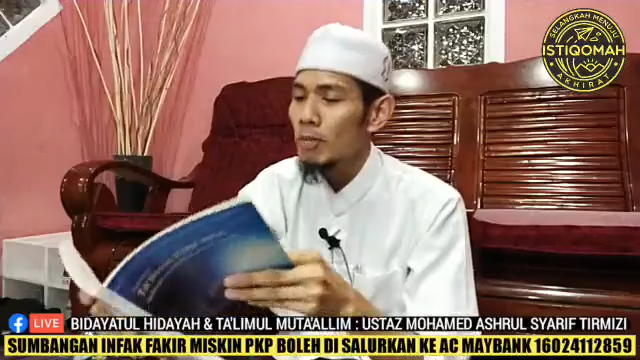 SELANGKAH MENUJU
ISTIQOMAH
AKHIRAT
LIVE BIDAYATUL HIDAYAH & TA'LIMUL MUTA'ALLIM : USTAZ MOHAMED ASHRUL SYARIF TIRMIZI
SUMBANGAN INFAK FAKIR MISKIN PKP BOLEH DI SALURKAN KE AC MAYBANK 16024112859